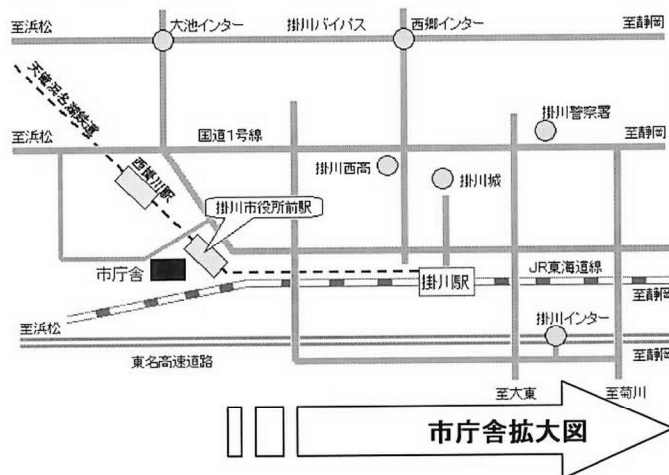 至浜松
大池インター
掛川バイパス
西郷インター
至静岡
天竜浜名湖鉄道
掛川警察署
至浜松
国道1号線
至静岡
西掛川駅
掛川西高
掛川城
掛川市役所前駅
市庁舎
掛川駅
JR東海道線
至静岡
至浜松
掛川インター
東名高速道路
至静岡
至大東
至菊川
市庁舎拡大図